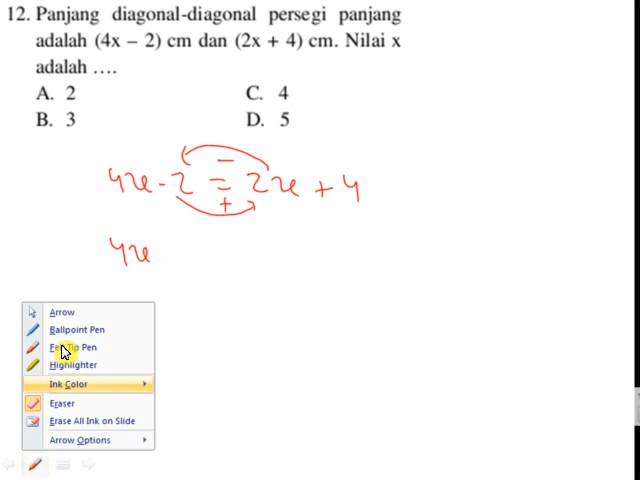 12. Panjang diagonal-diagonal persegi panjang
adalah (4x – 2) cm dan (2x + 4) cm. Nilai x
adalah ….
A. 2
C. 4
B. 3
D. 5
−
4x - 2 = 2x + 4
+
4x
Arrow
Ballpoint Pen
Felt Tip Pen
Highlighter
Ink Color
Eraser
Erase All Ink on Slide
Arrow Options